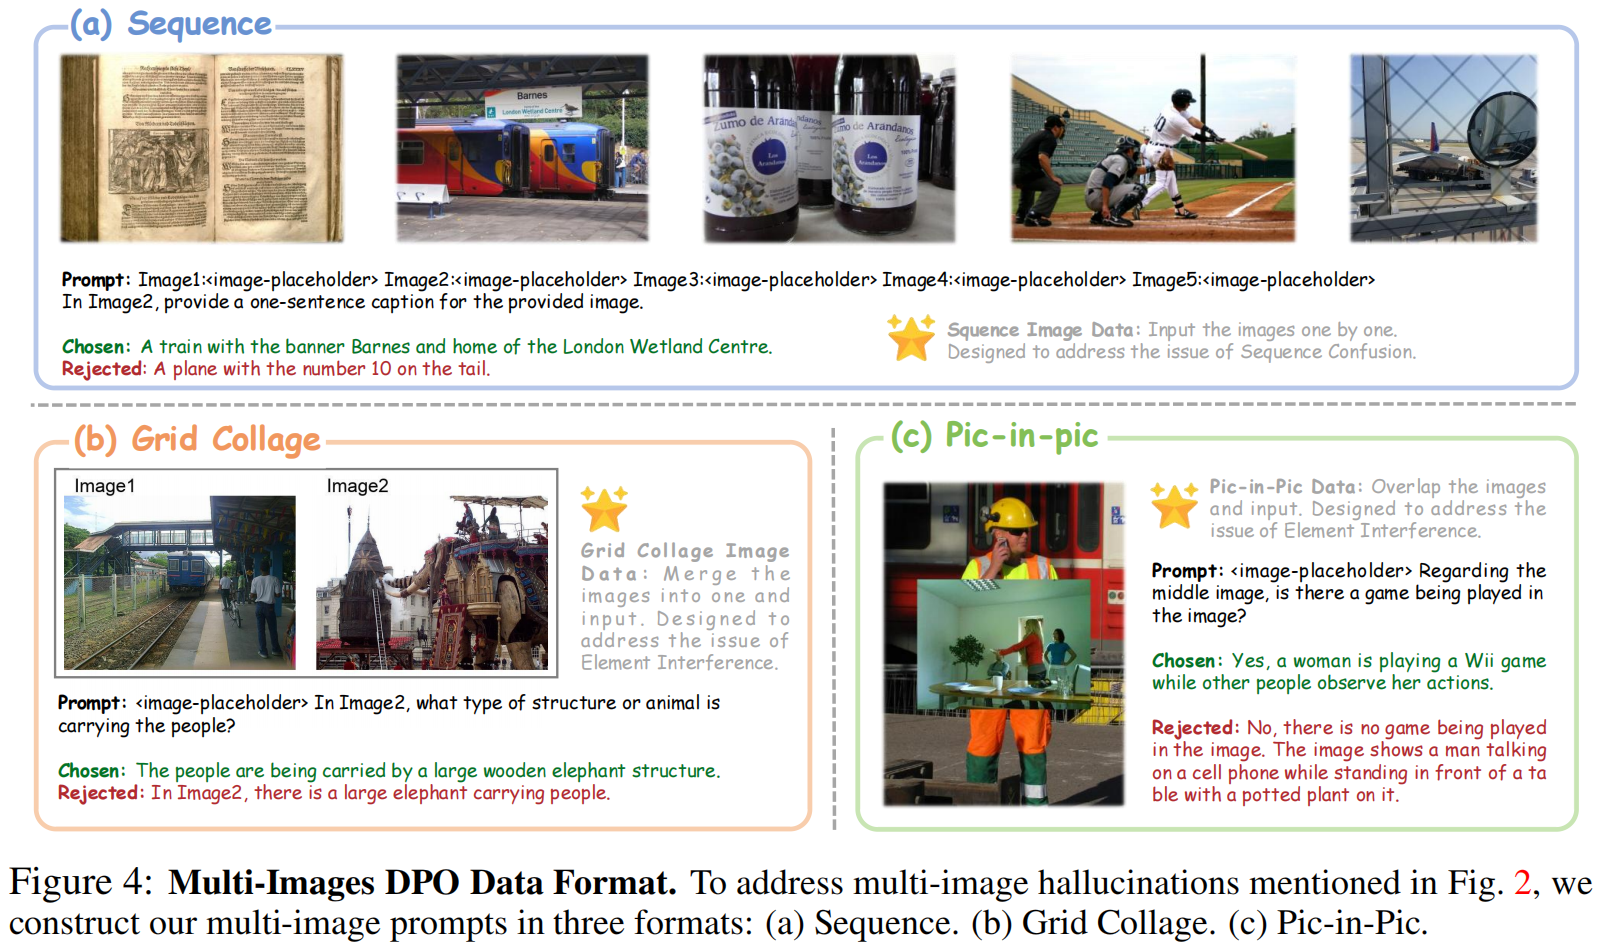 (a) Sequence
Barnes
London Wetland Centre
Zumo de Arándanos
Los
Arándanos
umo de Arándanos
Los
Arándanos
Prompt: Image1:<image-placeholder> Image2:<image-placeholder> Image3:<image-placeholder> Image4:<image-placeholder> Image5:<image-placeholder>
In Image2, provide a one-sentence caption for the provided image.
Chosen: A train with the banner Barnes and home of the London Wetland Centre.
Rejected: A plane with the number 10 on the tail.
Squence Image Data: Input the images one by one.
Designed to address the issue of Sequence Confusion.
(b) Grid Collage
Image1
Image2
Grid Collage Image
Data: Merge the
images into one and
input. Designed to
address the issue of
Element Interference.
Prompt: <image-placeholder> In Image2, what type of structure or animal is
carrying the people?
Chosen: The people are being carried by a large wooden elephant structure.
Rejected: In Image2, there is a large elephant carrying people.
(c) Pic-in-pic
Pic-in-Pic Data: Overlap the images
and input. Designed to address the
issue of Element Interference.
Prompt: <image-placeholder> Regarding the
middle image, is there a game being played in
the image?
Chosen: Yes, a woman is playing a Wii game
while other people observe her actions.
Rejected: No, there is no game being played
in the image. The image shows a man talking
on a cell phone while standing in front of a ta
ble with a potted plant on it.
Figure 4: Multi-Images DPO Data Format. To address multi-image hallucinations mentioned in Fig. 2, we
construct our multi-image prompts in three formats: (a) Sequence. (b) Grid Collage. (c) Pic-in-Pic.